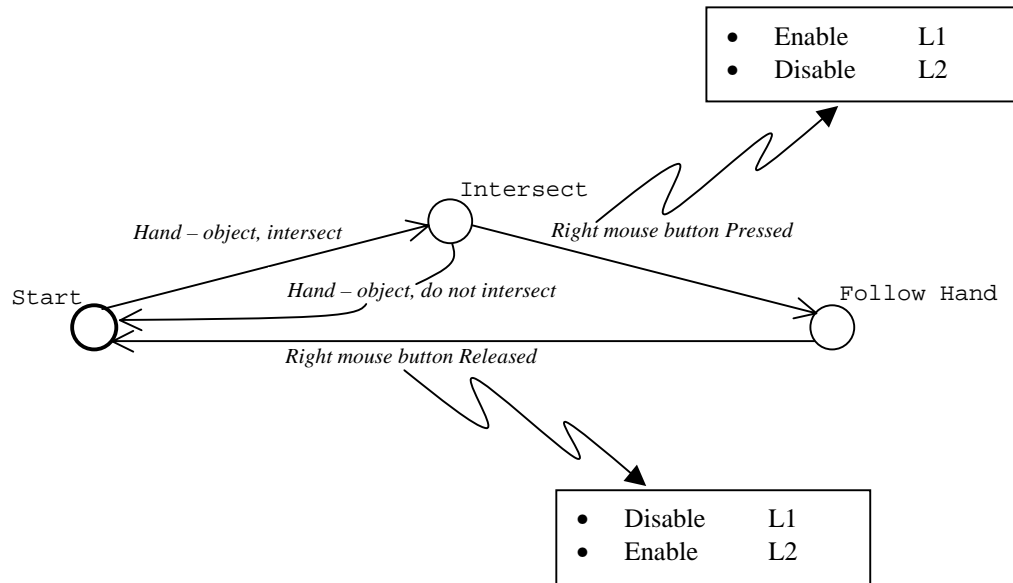 • Enable L1
• Disable L2
Intersect
Hand – object, intersect
Right mouse button Pressed
Start
Hand – object, do not intersect
Follow Hand
Right mouse button Released
• Disable L1
• Enable L2